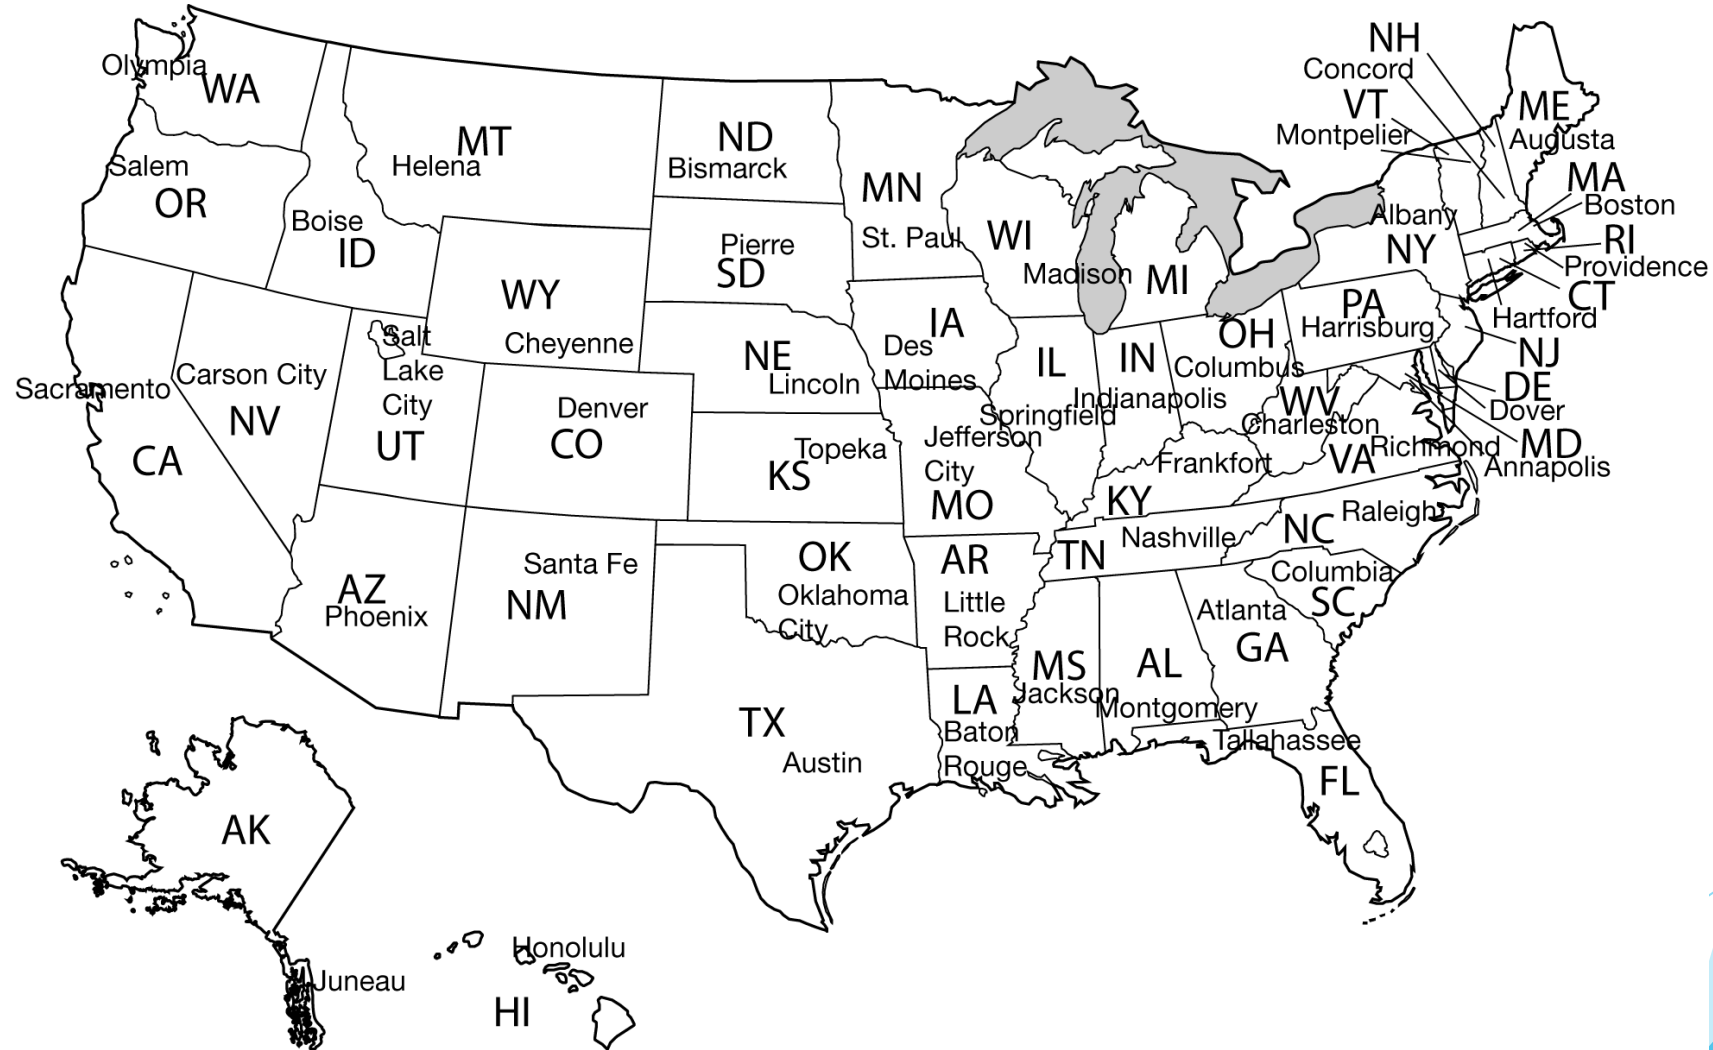 NH
Concord
VT
Montpelier
ME
Augusta
MA
Boston
RI
Providence
CT
Hartford
NJ
DE
Dover
MD
Annapolis
Olympia
WA
Salem
OR
Boise
ID
MT
Helena
ND
Bismarck
Pierre
SD
MN
St. Paul
WI
Madison
MI
Albany
NY
PA
Harrisburg
WY
Cheyenne
NE
Lincoln
IA
Des
Moines
IL
Springfield
IN
Indianapolis
OH
Columbus
WV
Charleston
VA
Richmond
Sacramento
CA
Carson City
NV
Salt
Lake
City
UT
Denver
CO
Topeka
KS
Jefferson
City
MO
Frankfort
KY
Nashville
TN
Raleigh
NC
Columbia
SC
AZ
Phoenix
Santa Fe
NM
OK
Oklahoma
City
AR
Little
Rock
MS
Jackson
AL
Montgomery
Atlanta
GA
TX
Austin
LA
Baton
Rouge
Tallahassee
FL
AK
Juneau
Honolulu
HI